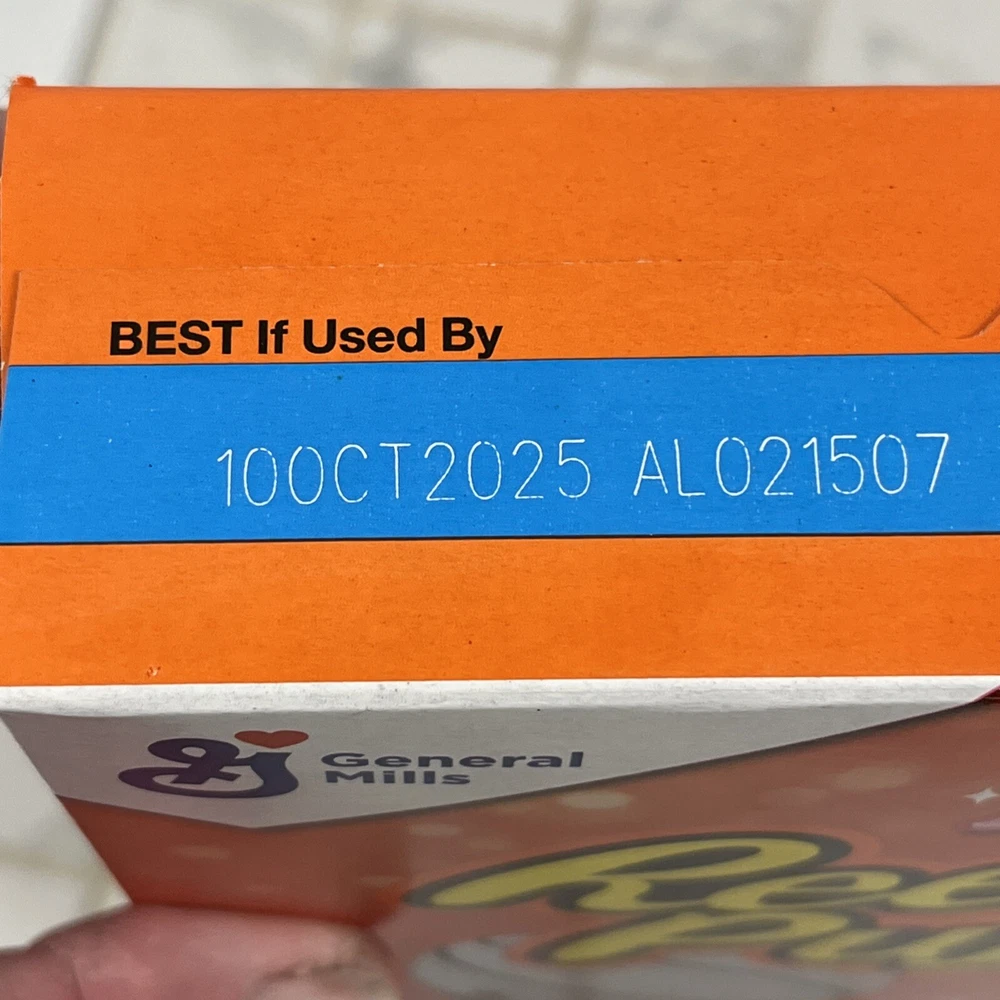 BEST If Used By
10OCT2025 AL021507
General
Mills